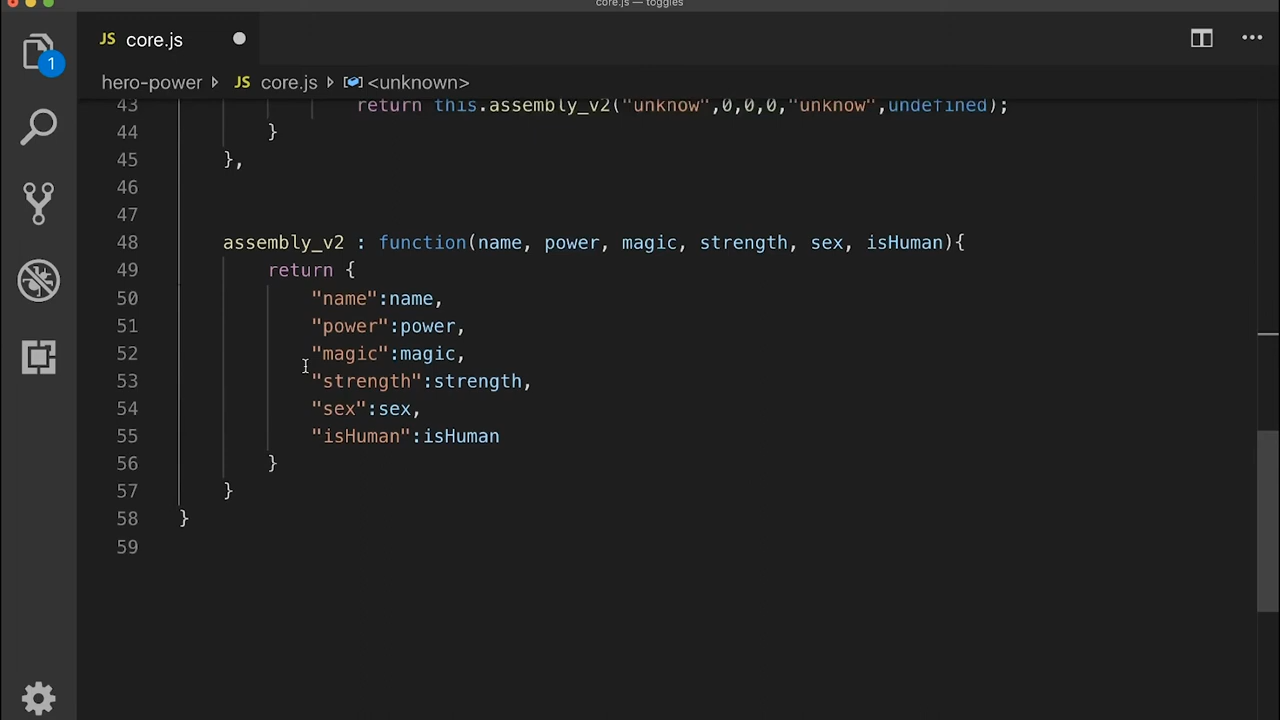 core.js — toggles
JS core.js
1
hero-power JS core.js <unknown>
43 return this.assembly_v2("unknow",0,0,0,"unknow",undefined);
44 }
45 },
46
47
48 assembly_v2 : function(name, power, magic, strength, sex, isHuman){
49 return {
50 "name":name,
51 "power":power,
52 "magic":magic,
53 "strength":strength,
54 "sex":sex,
55 "isHuman":isHuman
56 }
57 }
58 }
59